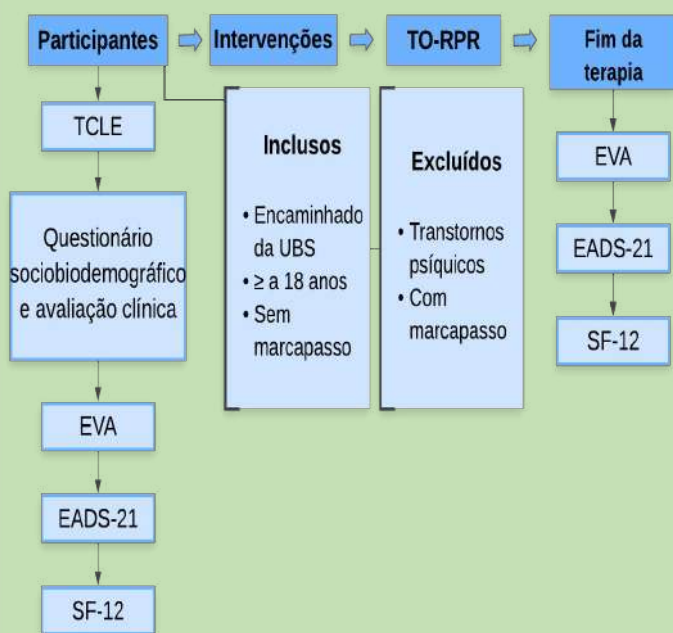 Participantes
Intervenções
TO-RPR
Fim da
terapia
TCLE
Questionário
sociobiodemográfico
e avaliação clínica
EVA
EADS-21
SF-12
Inclusos
• Encaminhado
da UBS
• ≥ a 18 anos
• Sem
marcapasso
Excluídos
• Transtornos
psíquicos
• Com
marcapasso
EVA
EADS-21
SF-12